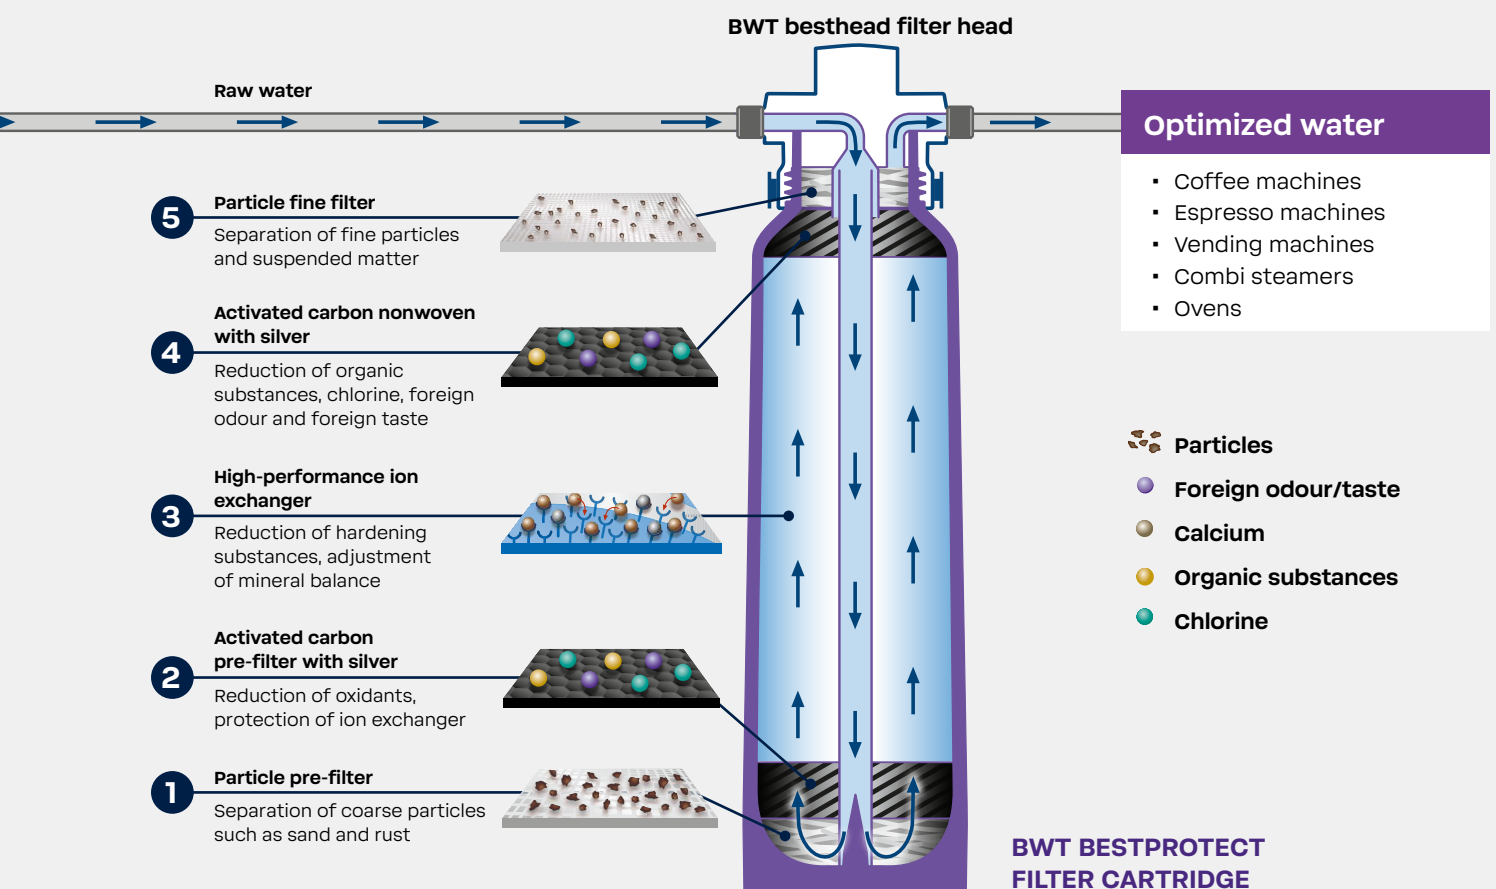 BWT besthead filter head
Raw water
Optimized water
▪ Coffee machines
▪ Espresso machines
▪ Vending machines
▪ Combi steamers
▪ Ovens
5
Particle fine filter
Separation of fine particles
and suspended matter
4
Activated carbon nonwoven
with silver
Reduction of organic
substances, chlorine, foreign
odour and foreign taste
3
High-performance ion
exchanger
Reduction of hardening
substances, adjustment
of mineral balance
2
Activated carbon
pre-filter with silver
Reduction of oxidants,
protection of ion exchanger
1
Particle pre-filter
Separation of coarse particles
such as sand and rust
Particles
Foreign odour/taste
Calcium
Organic substances
Chlorine
BWT BESTPROTECT
FILTER CARTRIDGE